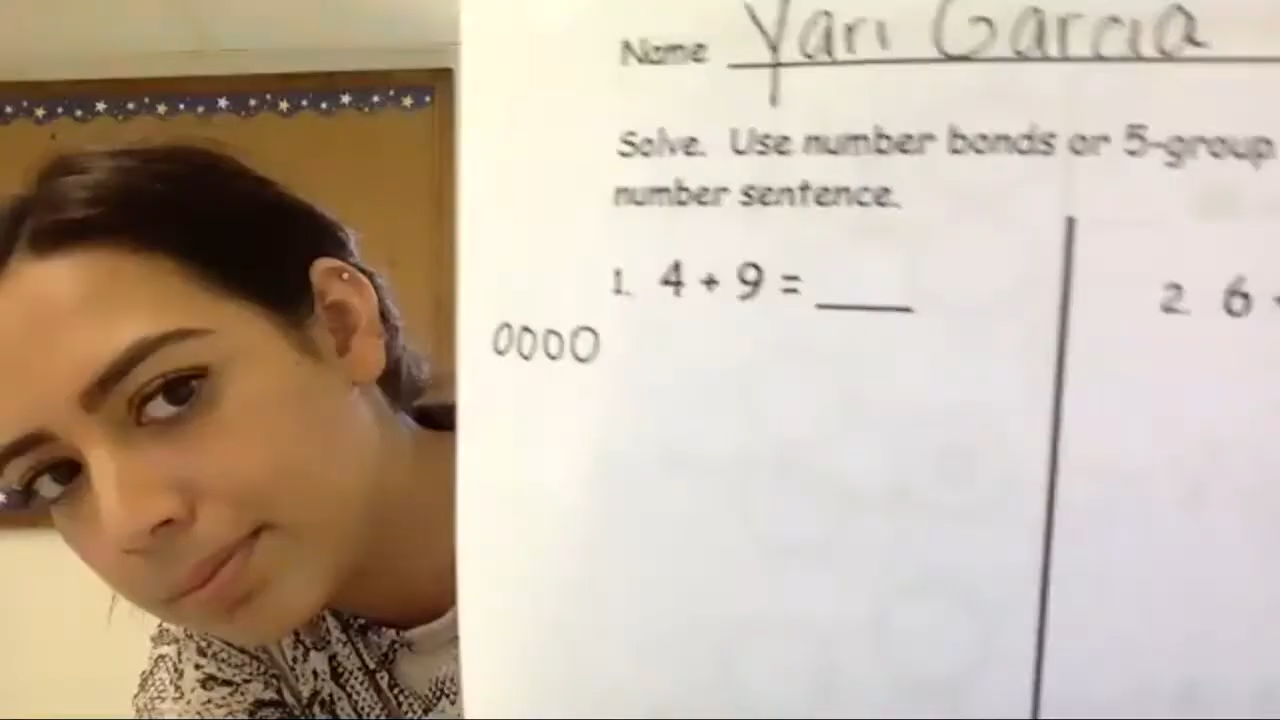 Name Yari Garcia
Solve. Use number bonds or 5-group
number sentence.
1. 4 + 9 = ____
2. 6
0000